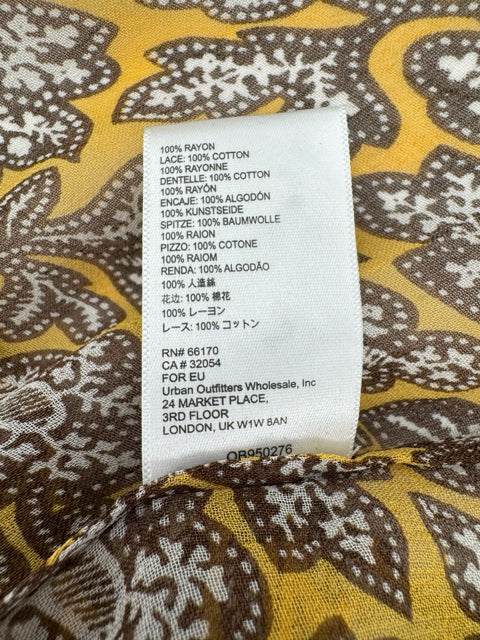 100% RAYON
LACE: 100% COTTON
100% RAYONNE
DENTELLE: 100% COTTON
100% RAYÓN
ENCAJE: 100% ALGODÓN
100% KUNSTSEIDE
SPITZE: 100% BAUMWOLLE
100% RAION
PIZZO: 100% COTONE
100% RAIOM
RENDA: 100% ALGODÃO
100% 人造絲
花边: 100% 棉花
100% レーヨン
レース: 100% コットン
RN# 66170
CA # 32054
FOR EU
Urban Outfitters Wholesale, Inc
24 MARKET PLACE,
3RD FLOOR
LONDON, UK W1W 8AN
OB950276